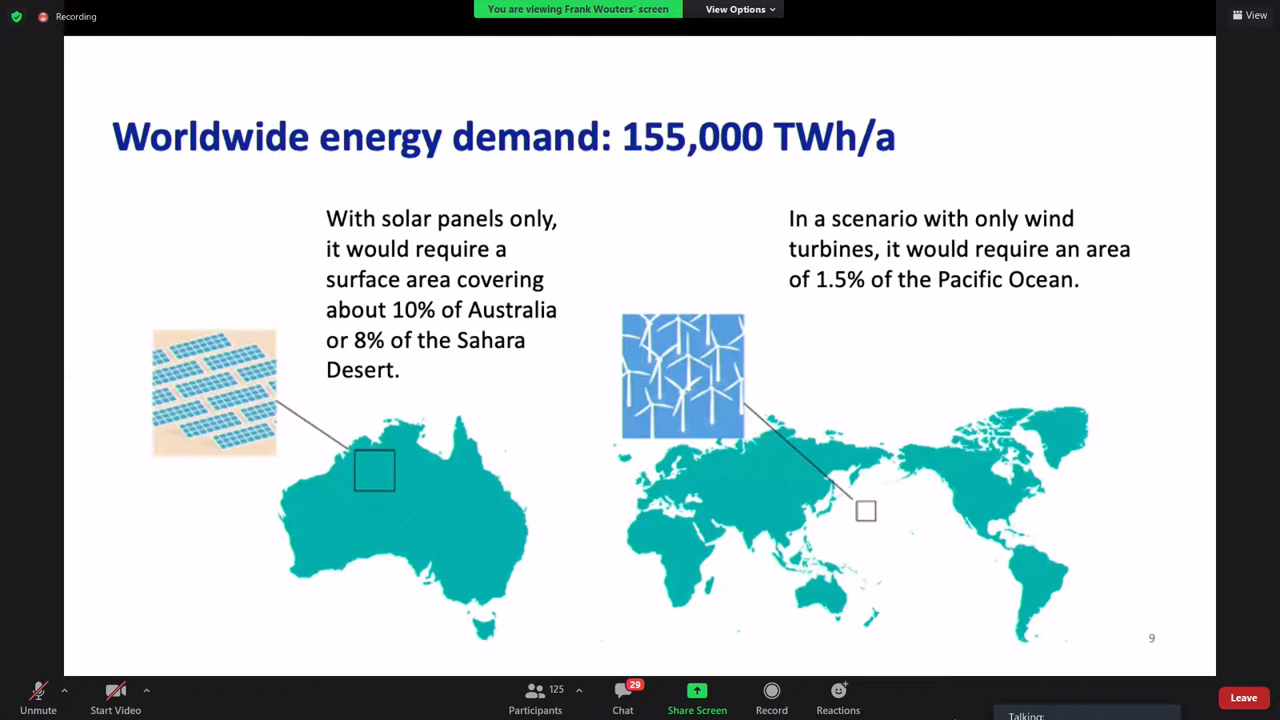 Recording
You are viewing Frank Wouters' screen
View Options
View
Worldwide energy demand: 155,000 TWh/a
With solar panels only,
it would require a
surface area covering
about 10% of Australia
or 8% of the Sahara
Desert.
In a scenario with only wind
turbines, it would require an area
of 1.5% of the Pacific Ocean.
9
Unmute
Start Video
125
Participants
29
Chat
Share Screen
Record
Reactions
Talking:
Leave